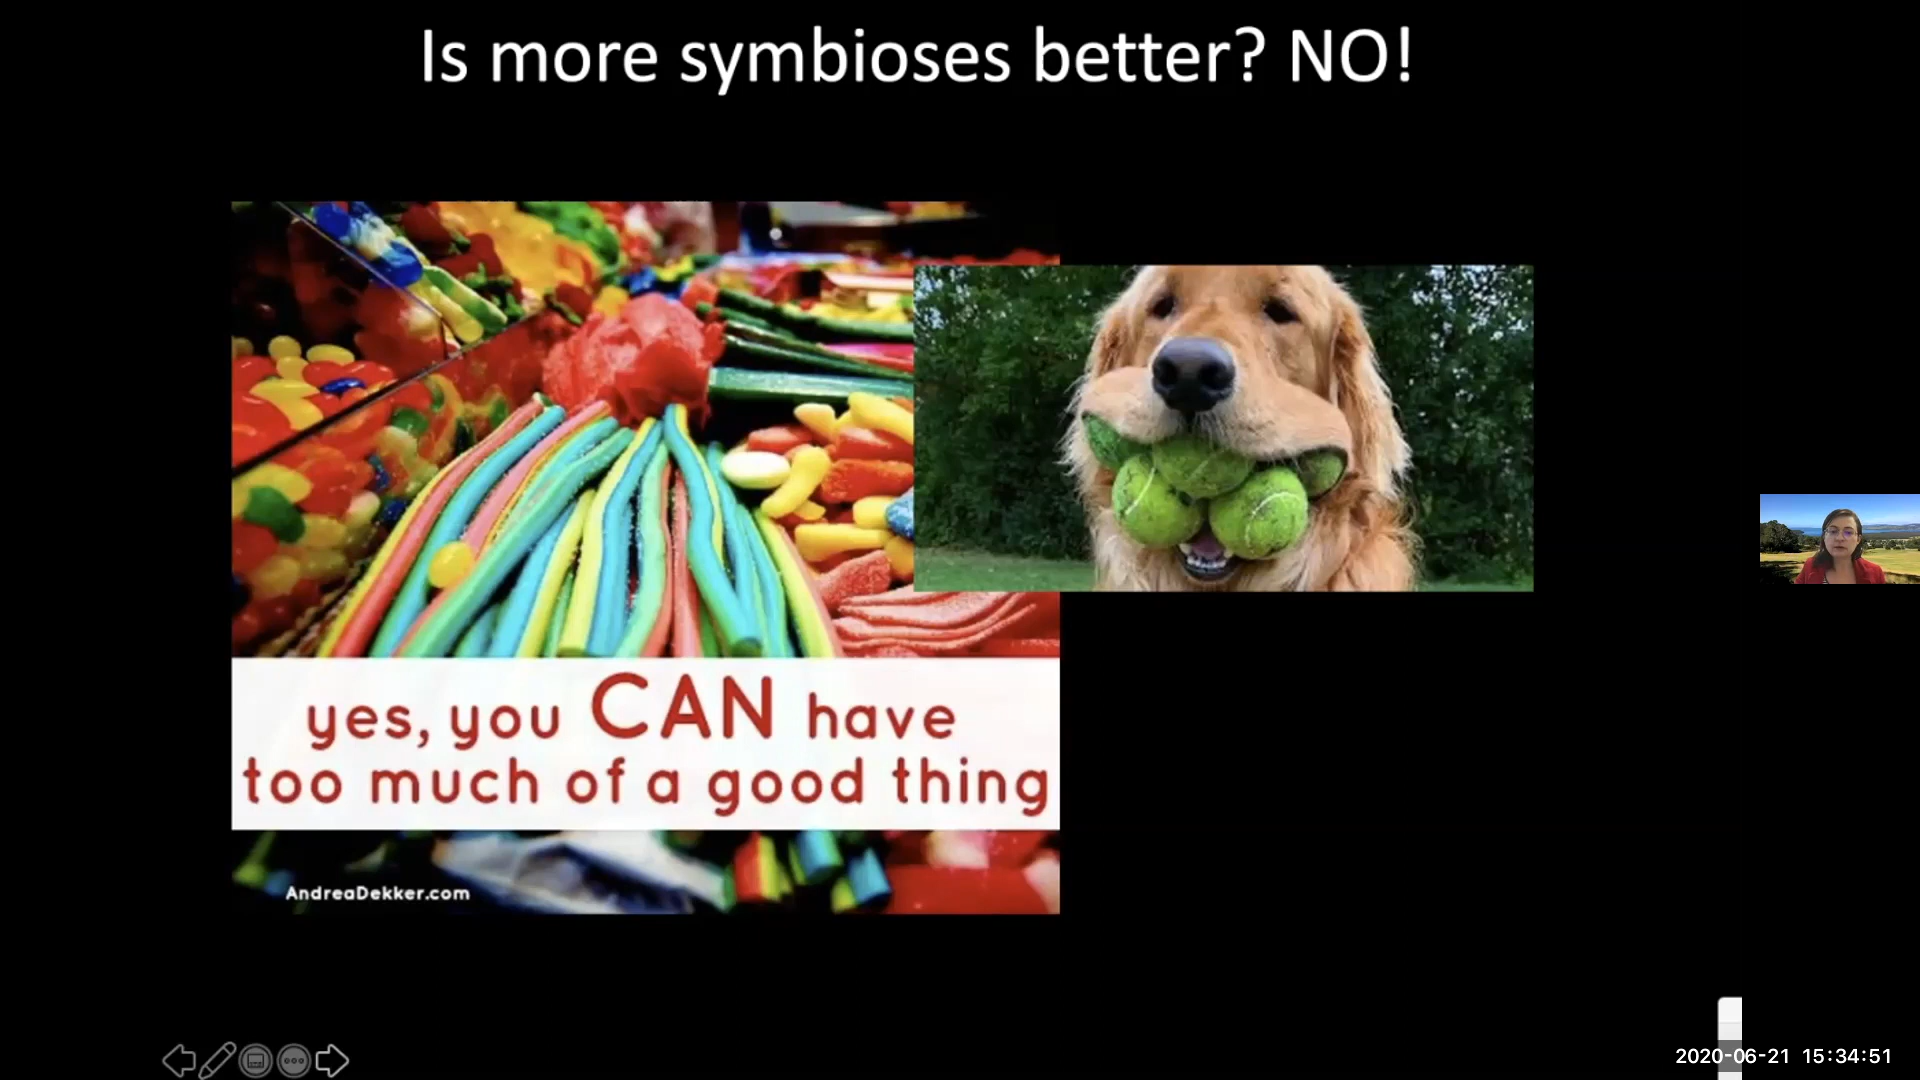 Is more symbioses better? NO!
yes, you CAN have
too much of a good thing
AndreaDekker.com
2020-06-21 15:34:51